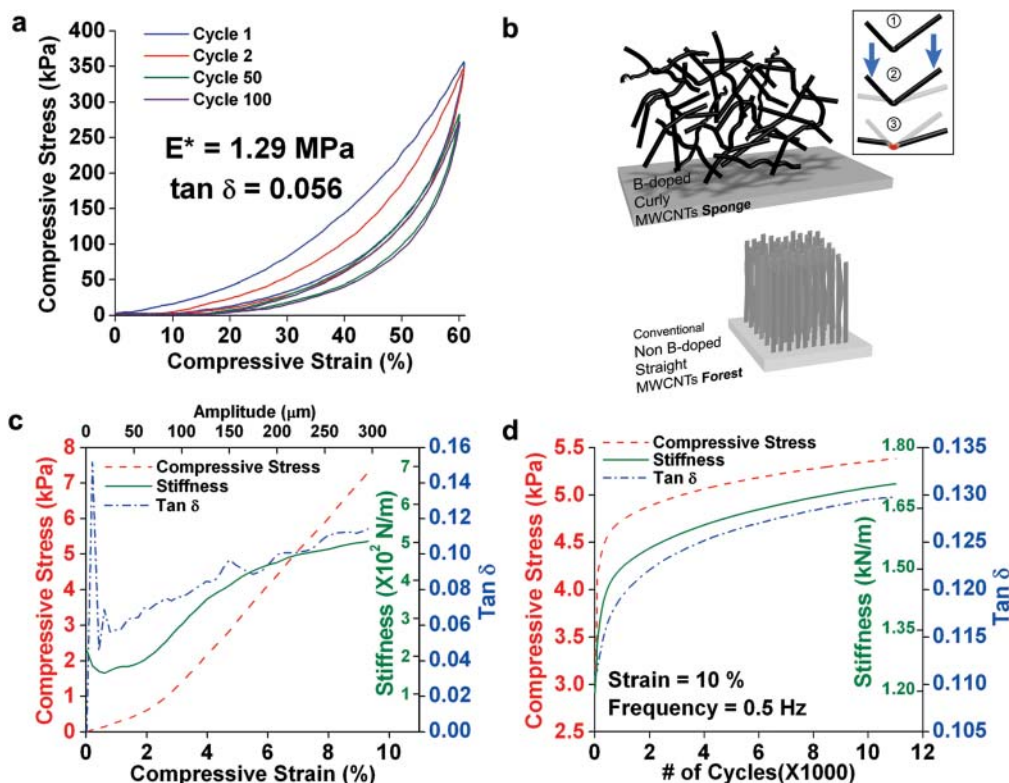 a
Compressive Stress (kPa)
400
350
300
250
200
150
100
50
0
Cycle 1
Cycle 2
Cycle 50
Cycle 100
E* = 1.29 MPa
tan δ = 0.056
0 10 20 30 40 50 60
Compressive Strain (%)
b
①
②
③
B-doped
Curly
MWCNTs Sponge
Conventional
Non B-doped
Straight
MWCNTs Forest
c
Amplitude (μm)
0 50 100 150 200 250 300
Compressive Stress (kPa)
8
7
6
5
4
3
2
1
0
Compressive Stress
Stiffness
Tan δ
7
6
5
4
3
2
1
Stiffness (X10² N/m)
0.16
0.14
0.12
0.10
0.08
0.06
0.04
0.02
0.00
Tan δ
0 2 4 6 8 10
Compressive Strain (%)
d
Compressive Stress (kPa)
5.5
5.0
4.5
4.0
3.5
3.0
2.5
Compressive Stress
Stiffness
Tan δ
Strain = 10 %
Frequency = 0.5 Hz
1.80
1.65
1.50
1.35
1.20
Stiffness (kN/m)
0.135
0.130
0.125
0.120
0.115
0.110
0.105
Tan δ
0 2 4 6 8 10 12
# of Cycles(X1000)